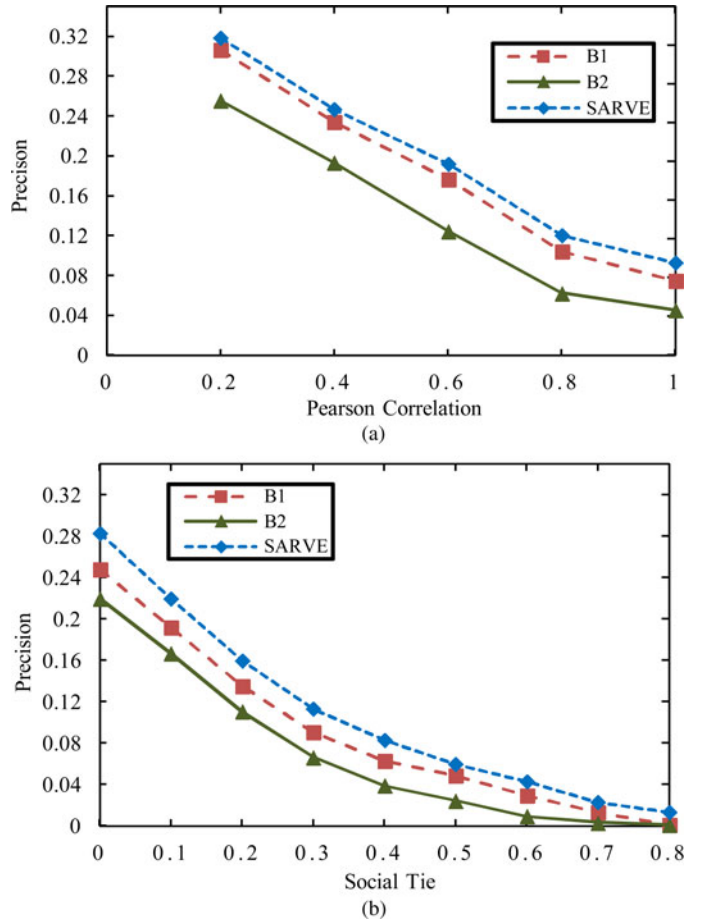 0.32
0.28
0.24
0.2
0.16
0.12
0.08
0.04
0
Precison
B1
B2
SARVE
0 0.2 0.4 0.6 0.8 1
Pearson Correlation
(a)
0.32
0.28
0.24
0.2
0.16
0.12
0.08
0.04
0
Precision
B1
B2
SARVE
0 0.1 0.2 0.3 0.4 0.5 0.6 0.7 0.8
Social Tie
(b)